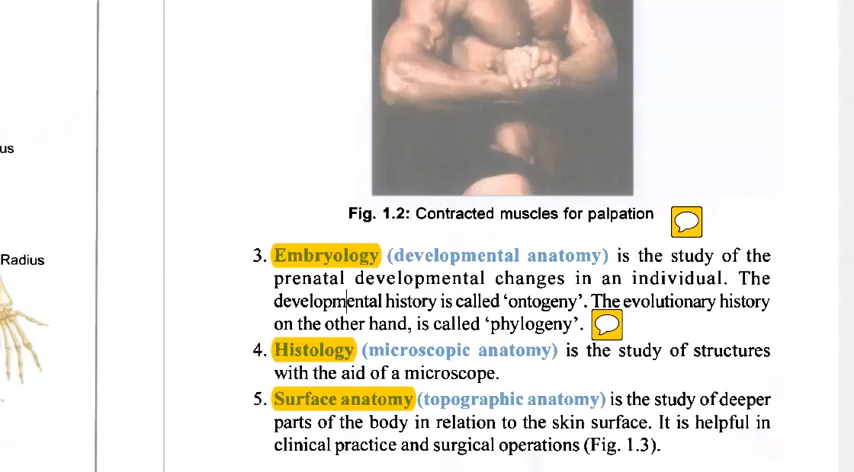 us
Radius
Fig. 1.2: Contracted muscles for palpation
3. Embryology (developmental anatomy) is the study of the
prenatal developmental changes in an individual. The
developmental history is called ‘ontogeny’. The evolutionary history
on the other hand, is called ‘phylogeny’.
4. Histology (microscopic anatomy) is the study of structures
with the aid of a microscope.
5. Surface anatomy (topographic anatomy) is the study of deeper
parts of the body in relation to the skin surface. It is helpful in
clinical practice and surgical operations (Fig. 1.3).